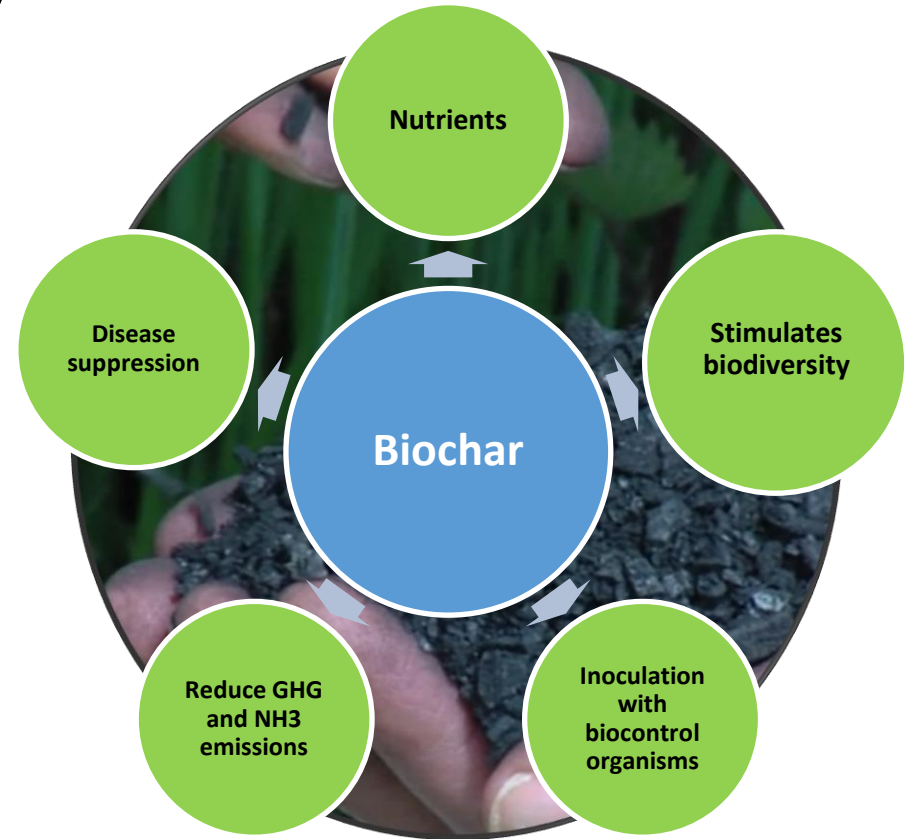 Nutrients
Stimulates
biodiversity
Disease
suppression
Biochar
Reduce GHG
and NH3
emissions
Inoculation
with
biocontrol
organisms